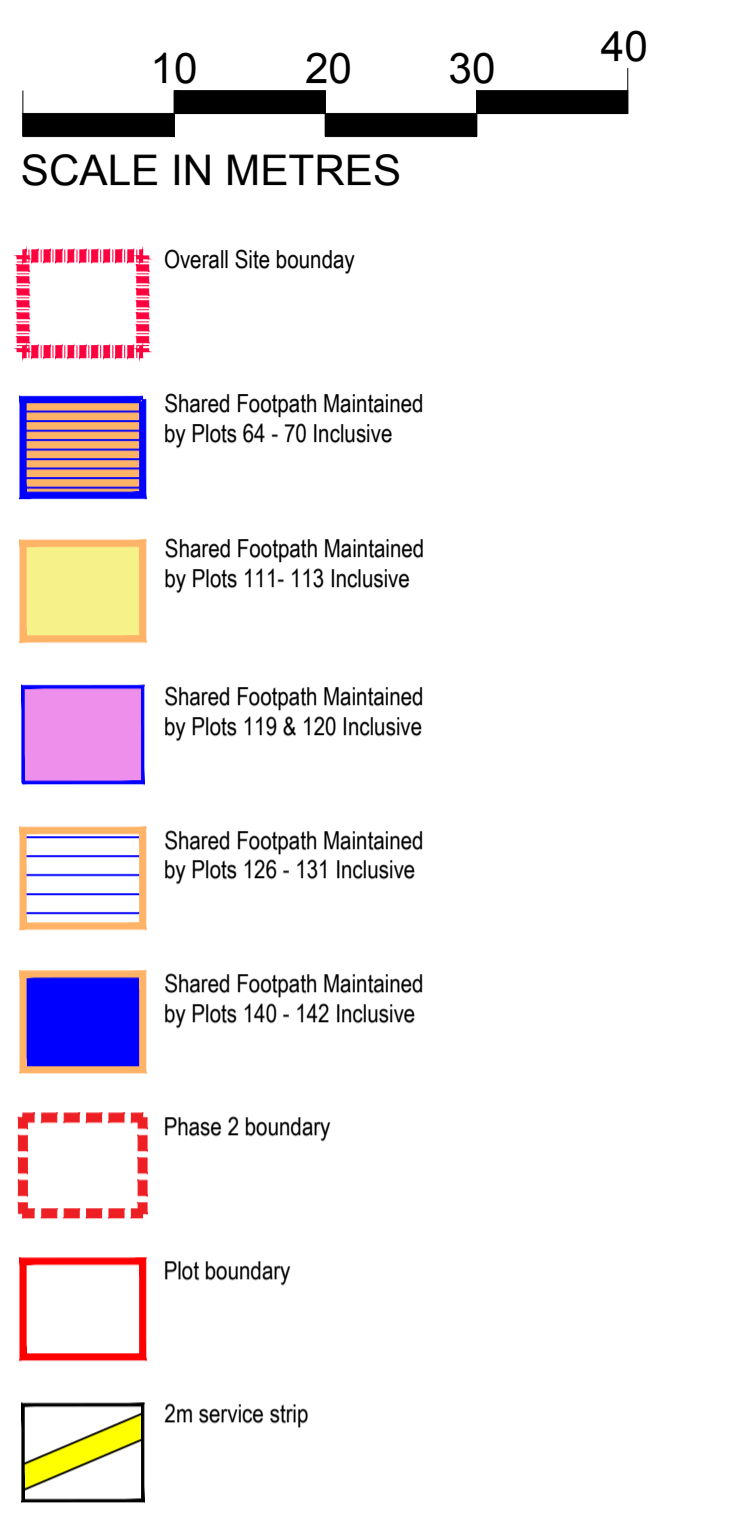 10 20 30 40
SCALE IN METRES
Overall Site bounday
Shared Footpath Maintained
by Plots 64 - 70 Inclusive
Shared Footpath Maintained
by Plots 111- 113 Inclusive
Shared Footpath Maintained
by Plots 119 & 120 Inclusive
Shared Footpath Maintained
by Plots 126 - 131 Inclusive
Shared Footpath Maintained
by Plots 140 - 142 Inclusive
Phase 2 boundary
Plot boundary
2m service strip